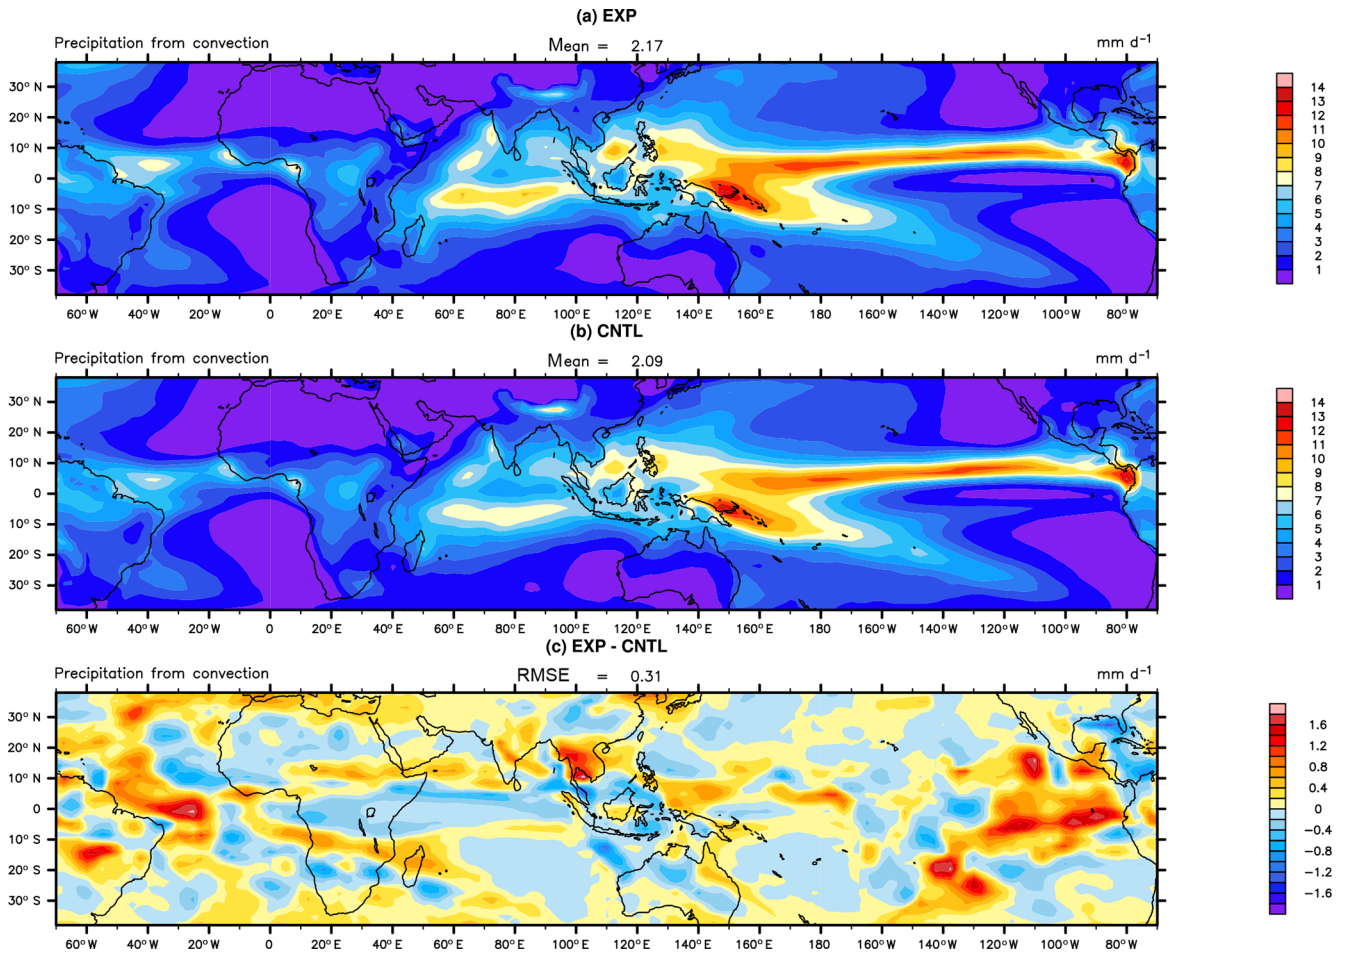 (a) EXP
Precipitation from convection Mean = 2.17 mm d⁻¹
30° N
20° N
10° N
0
10° S
20° S
30° S
14
13
12
11
10
9
8
7
6
5
4
3
2
1
60°W 40°W 20°W 0 20°E 40°E 60°E 80°E 100°E 120°E 140°E 160°E 180 160°W 140°W 120°W 100°W 80°W
(b) CNTL
Precipitation from convection Mean = 2.09 mm d⁻¹
30° N
20° N
10° N
0
10° S
20° S
30° S
14
13
12
11
10
9
8
7
6
5
4
3
2
1
60°W 40°W 20°W 0 20°E 40°E 60°E 80°E 100°E 120°E 140°E 160°E 180 160°W 140°W 120°W 100°W 80°W
(c) EXP - CNTL
Precipitation from convection RMSE = 0.31 mm d⁻¹
30° N
20° N
10° N
0
10° S
20° S
30° S
1.6
1.2
0.8
0.4
0
−0.4
−0.8
−1.2
−1.6
60°W 40°W 20°W 0 20°E 40°E 60°E 80°E 100°E 120°E 140°E 160°E 180 160°W 140°W 120°W 100°W 80°W